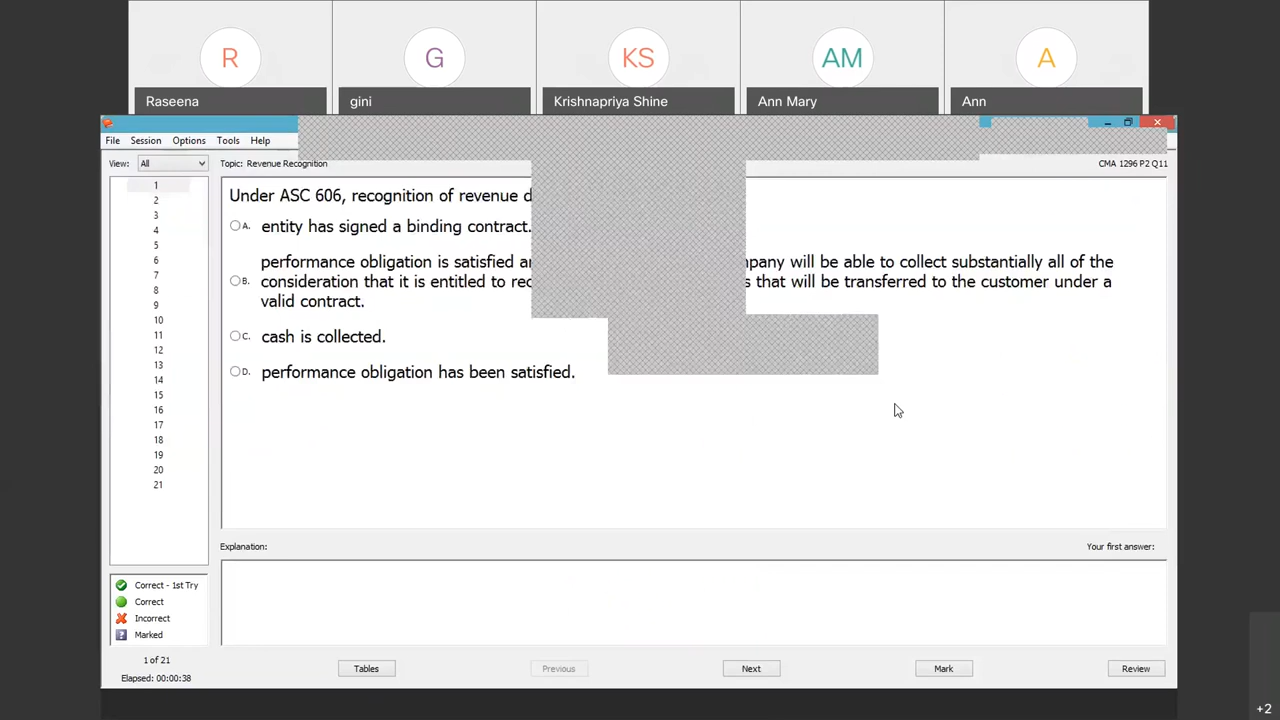 R
G
KS
AM
A
Raseena
gini
Krishnapriya Shine
Ann Mary
Ann
File Session Options Tools Help
View: All
Topic: Revenue Recognition
CMA 1296 P2 Q11
1
2
3
4
5
6
7
8
9
10
11
12
13
14
15
16
17
18
19
20
21
Under ASC 606, recognition of revenue
A. entity has signed a binding contract.
performance obligation is satisfied will be able to collect substantially all of the
B. consideration that it is entitled to that will be transferred to the customer under a
valid contract.
C. cash is collected.
D. performance obligation has been satisfied.
Explanation:
Your first answer:
Correct - 1st Try
Correct
Incorrect
Marked
1 of 21
Elapsed: 00:00:38
Tables
Previous
Next
Mark
Review
+2